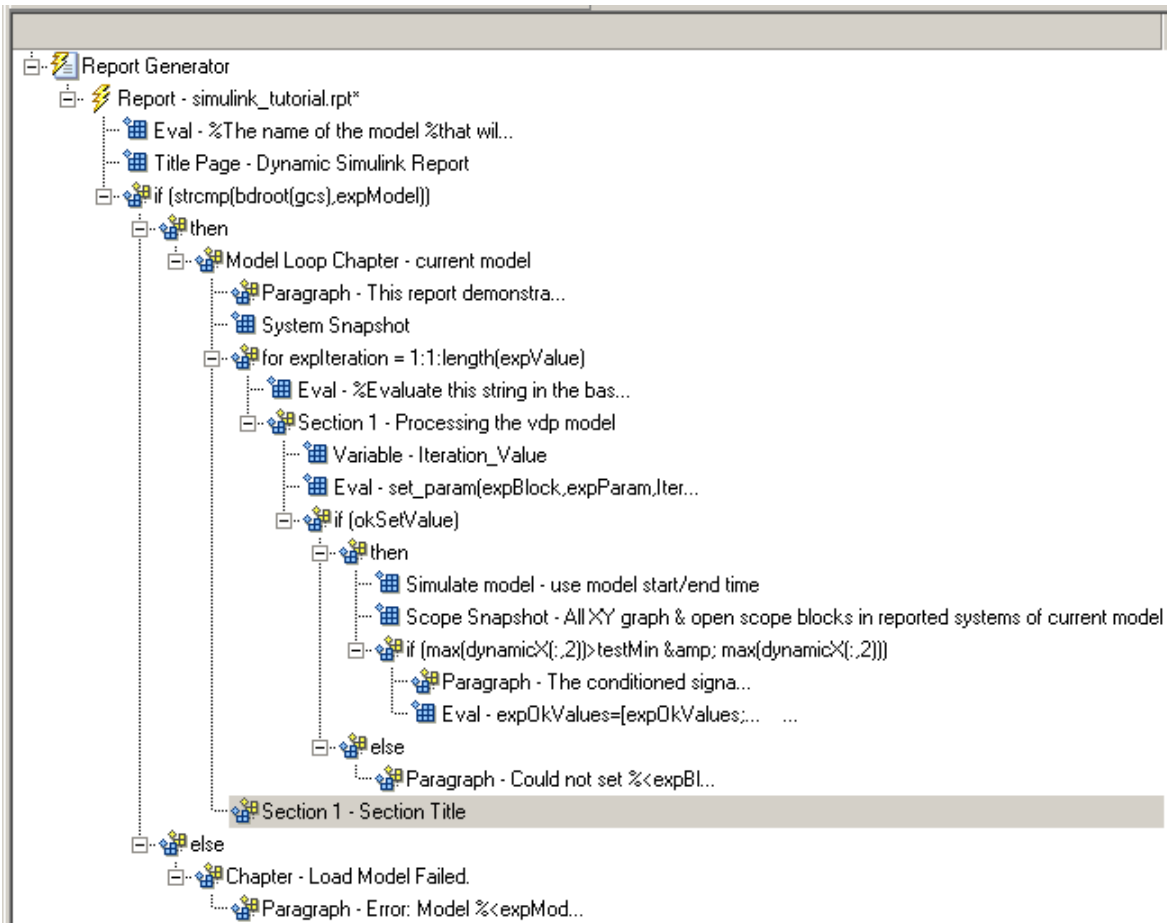 Report Generator
Report - simulink_tutorial.rpt*
Eval - %The name of the model %that wil...
Title Page - Dynamic Simulink Report
if (strcmp(bdroot(gcs),expModel))
then
Model Loop Chapter - current model
Paragraph - This report demonstra...
System Snapshot
for expIteration = 1:1:length(expValue)
Eval - %Evaluate this string in the bas...
Section 1 - Processing the vdp model
Variable - Iteration_Value
Eval - set_param(expBlock,expParam,Iter...
if (okSetValue)
then
Simulate model - use model start/end time
Scope Snapshot - All XY graph & open scope blocks in reported systems of current model
if (max(dynamicX(:,2))>testMin &amp; max(dynamicX(:,2)))
Paragraph - The conditioned signa...
Eval - expOkValues=[expOkValues;... ...
else
Paragraph - Could not set %<expBl...
Section 1 - Section Title
else
Chapter - Load Model Failed.
Paragraph - Error: Model %<expMod...